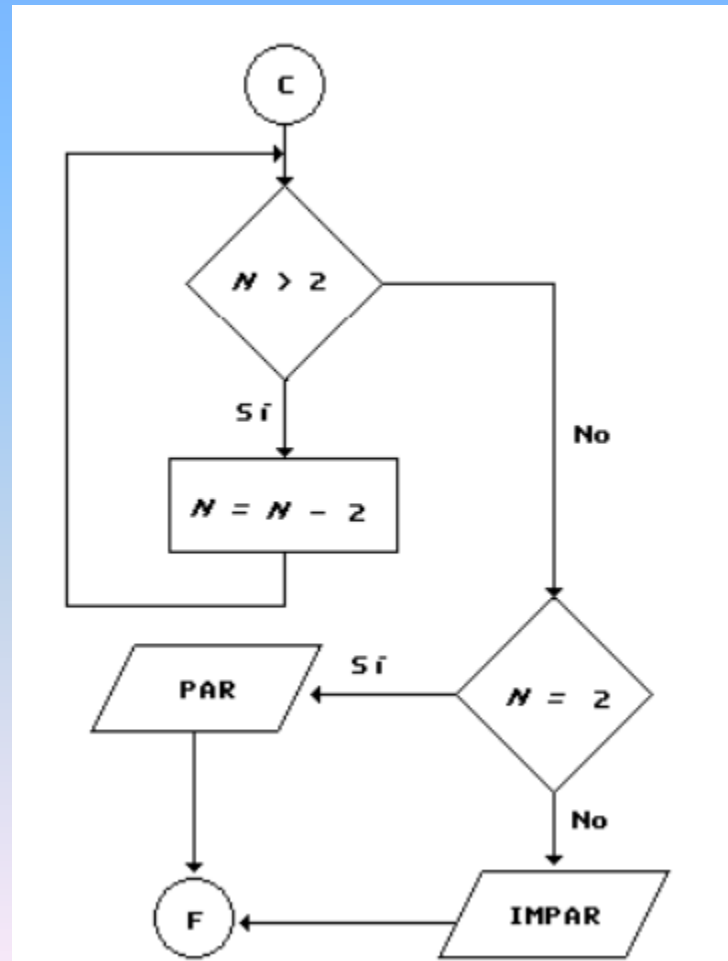 C
N > 2
Sí
No
N = N - 2
Sí
PAR
N = 2
No
F
IMPAR